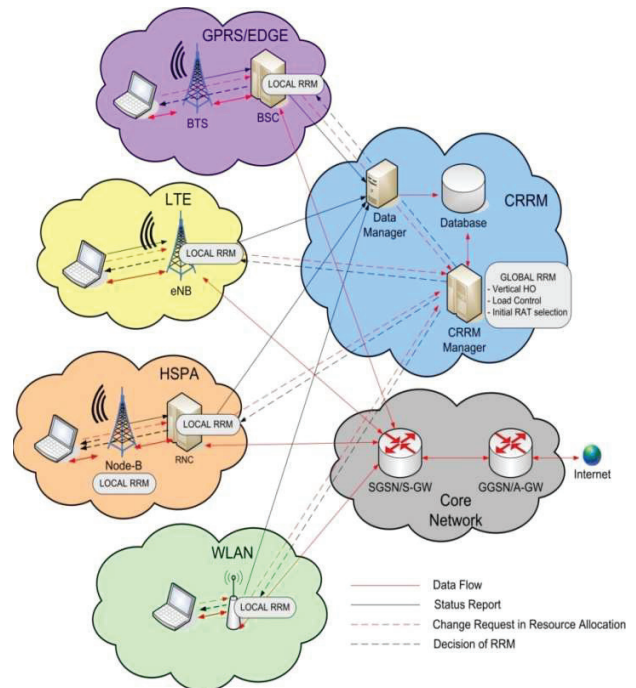 GPRS/EDGE
LOCAL RRM
BTS
BSC
LTE
LOCAL RRM
eNB
CRRM
Data
Manager
Database
GLOBAL RRM
- Vertical HO
- Load Control
- Initial RAT selection
CRRM
Manager
HSPA
LOCAL RRM
Node-B
RNC
LOCAL RRM
SGSN/S-GW
GGSN/A-GW
Internet
Core
Network
WLAN
LOCAL RRM
Data Flow
Status Report
Change Request in Resource Allocation
Decision of RRM